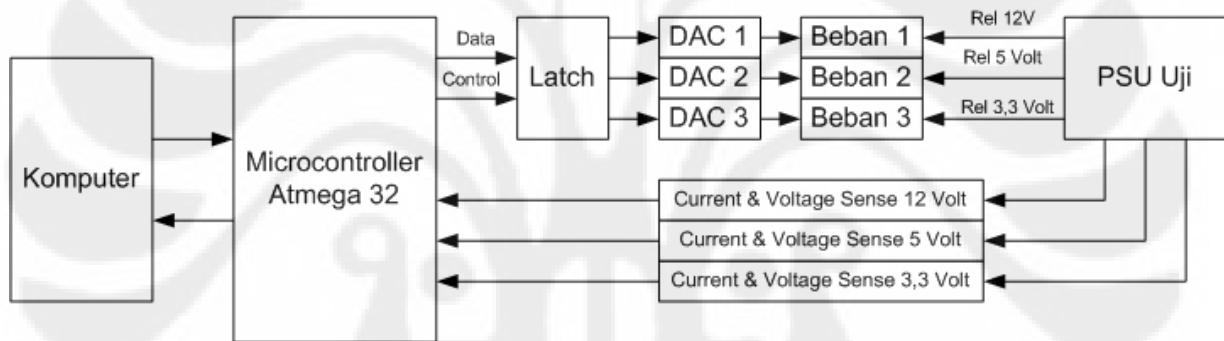 Komputer
Microcontroller
Atmega 32
Data
Control
Latch
DAC 1
DAC 2
DAC 3
Beban 1
Beban 2
Beban 3
Rel 12V
Rel 5 Volt
Rel 3,3 Volt
PSU Uji
Current & Voltage Sense 12 Volt
Current & Voltage Sense 5 Volt
Current & Voltage Sense 3,3 Volt